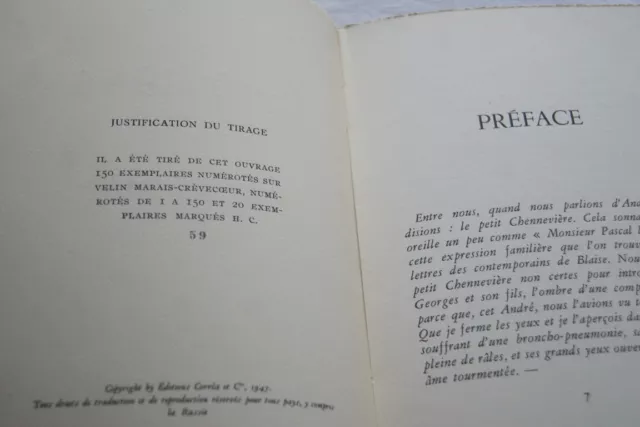 JUSTIFICATION DU TIRAGE
IL A ÉTÉ TIRÉ DE CET OUVRAGE
150 EXEMPLAIRES NUMÉROTÉS SUR
VELIN MARAIS-CRÈVECŒUR, NUMÉ-
ROTÉS DE 1 A 150 ET 20 EXEM-
PLAIRES MARQUÉS H. C.
59
Copyright by Éditions Corrêa et Cie, 1947.
Tous droits de traduction et de reproduction réservés pour tous pays, y compris
la Russie
PRÉFACE
Entre nous, quand nous parlions d'And
disions : le petit Chennevière. Cela sonna
oreille un peu comme « Monsieur Pascal l
cette expression familière que l'on trouv
lettres des contemporains de Blaise. Nou
petit Chennevière non certes pour intro
Georges et son fils, l'ombre d'une comp
parce que, cet André, nous l'avions vu t
Que je ferme les yeux et je l'aperçois da
souffrant d'une broncho-pneumonie, sa
pleine de râles, et ses grands yeux ouver
âme tourmentée. —
7